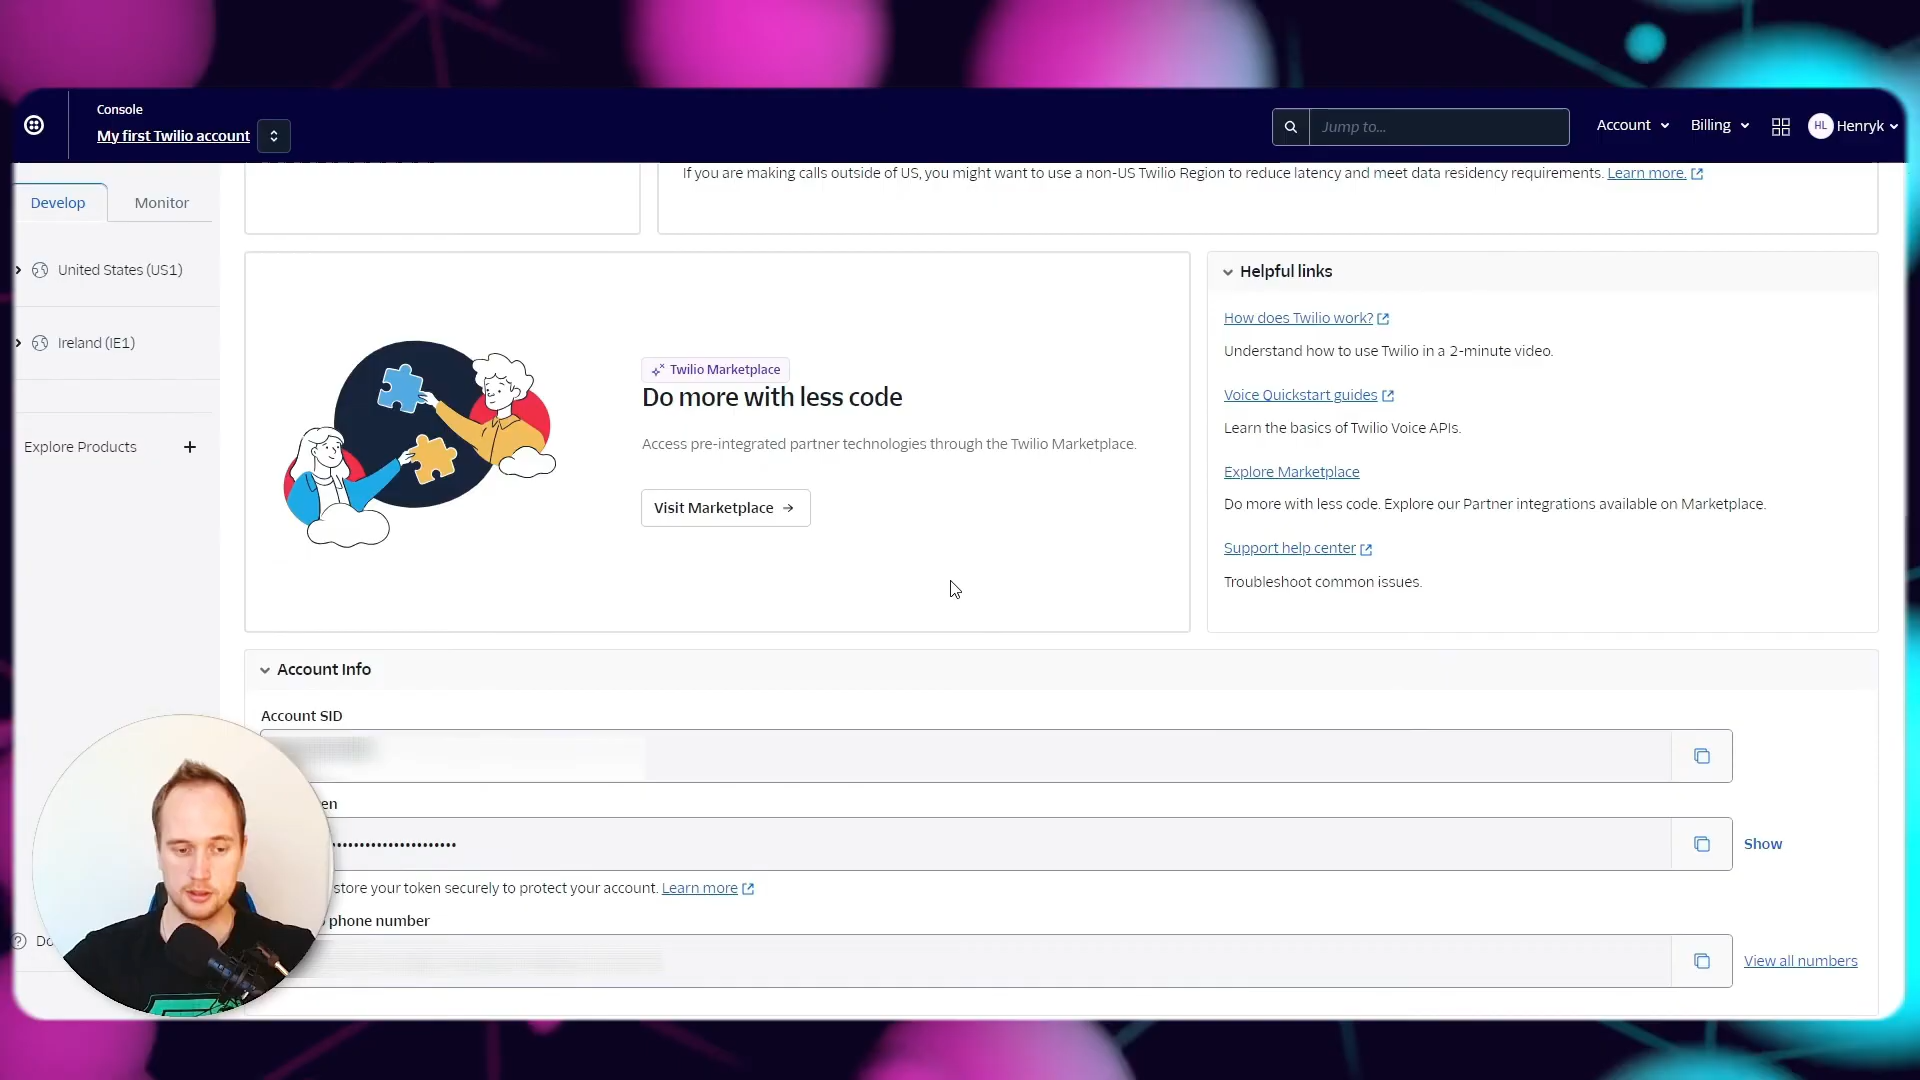 Console
My first Twilio account
Jump to...
Account
Billing
HL
Henryk
Develop
Monitor
United States (US1)
Ireland (IE1)
Explore Products
If you are making calls outside of US, you might want to use a non-US Twilio Region to reduce latency and meet data residency requirements. Learn more.
Twilio Marketplace
Do more with less code
Access pre-integrated partner technologies through the Twilio Marketplace.
Visit Marketplace
Helpful links
How does Twilio work?
Understand how to use Twilio in a 2-minute video.
Voice Quickstart guides
Learn the basics of Twilio Voice APIs.
Explore Marketplace
Do more with less code. Explore our Partner integrations available on Marketplace.
Support help center
Troubleshoot common issues.
Account Info
Account SID
en
Show
store your token securely to protect your account. Learn more
phone number
Do
View all numbers